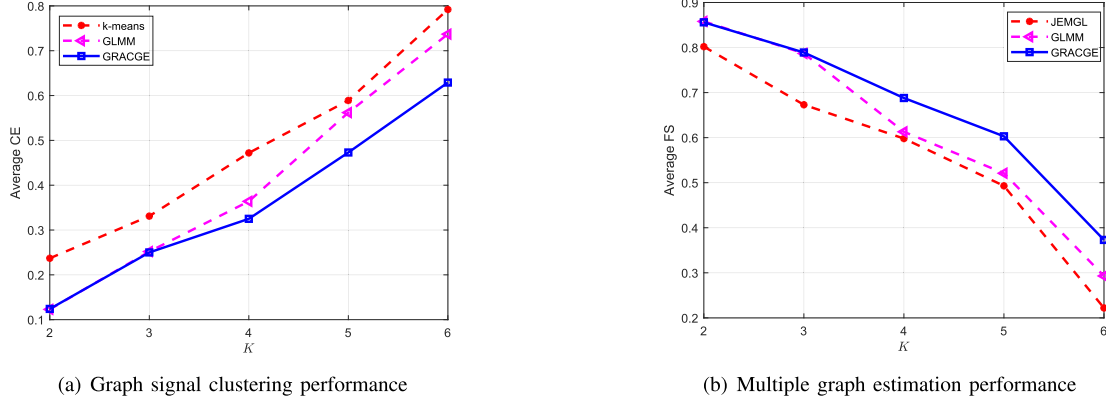 0.8
0.7
0.6
0.5
0.4
0.3
0.2
0.1
Average CE
k-means
GLMM
GRACGE
2 3 4 5 6
K
(a) Graph signal clustering performance
0.9
0.8
0.7
0.6
0.5
0.4
0.3
0.2
Average FS
JEMGL
GLMM
GRACGE
2 3 4 5 6
K
(b) Multiple graph estimation performance